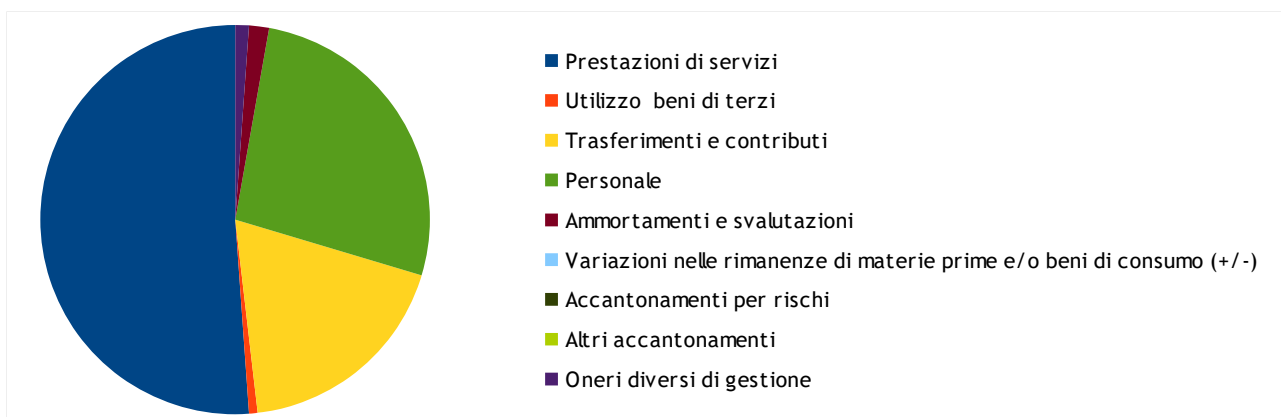 Prestazioni di servizi
Utilizzo beni di terzi
Trasferimenti e contributi
Personale
Ammortamenti e svalutazioni
Variazioni nelle rimanenze di materie prime e/o beni di consumo (+/-)
Accantonamenti per rischi
Altri accantonamenti
Oneri diversi di gestione